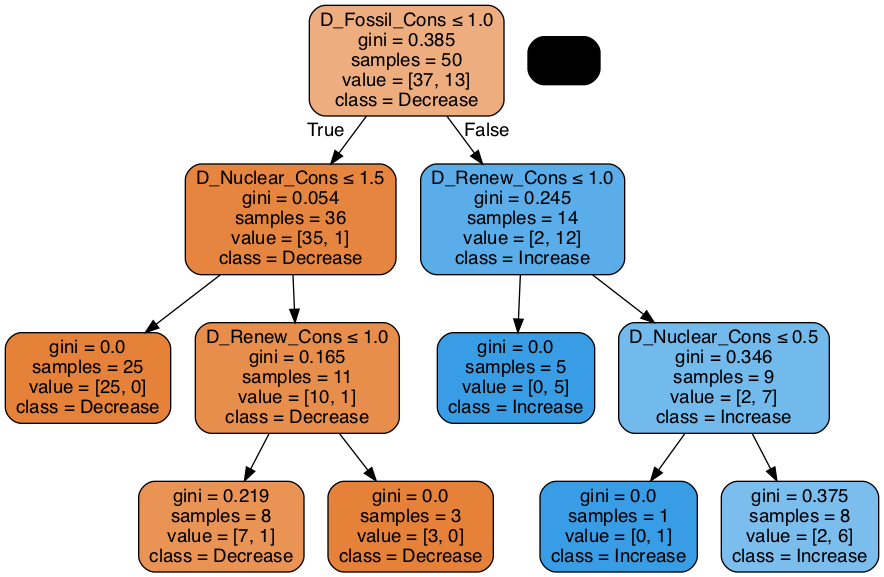 D_Fossil_Cons ≤ 1.0
gini = 0.385
samples = 50
value = [37, 13]
class = Decrease
True
False
D_Nuclear_Cons ≤ 1.5
gini = 0.054
samples = 36
value = [35, 1]
class = Decrease
D_Renew_Cons ≤ 1.0
gini = 0.245
samples = 14
value = [2, 12]
class = Increase
gini = 0.0
samples = 25
value = [25, 0]
class = Decrease
D_Renew_Cons ≤ 1.0
gini = 0.165
samples = 11
value = [10, 1]
class = Decrease
gini = 0.0
samples = 5
value = [0, 5]
class = Increase
D_Nuclear_Cons ≤ 0.5
gini = 0.346
samples = 9
value = [2, 7]
class = Increase
gini = 0.219
samples = 8
value = [7, 1]
class = Decrease
gini = 0.0
samples = 3
value = [3, 0]
class = Decrease
gini = 0.0
samples = 1
value = [0, 1]
class = Increase
gini = 0.375
samples = 8
value = [2, 6]
class = Increase